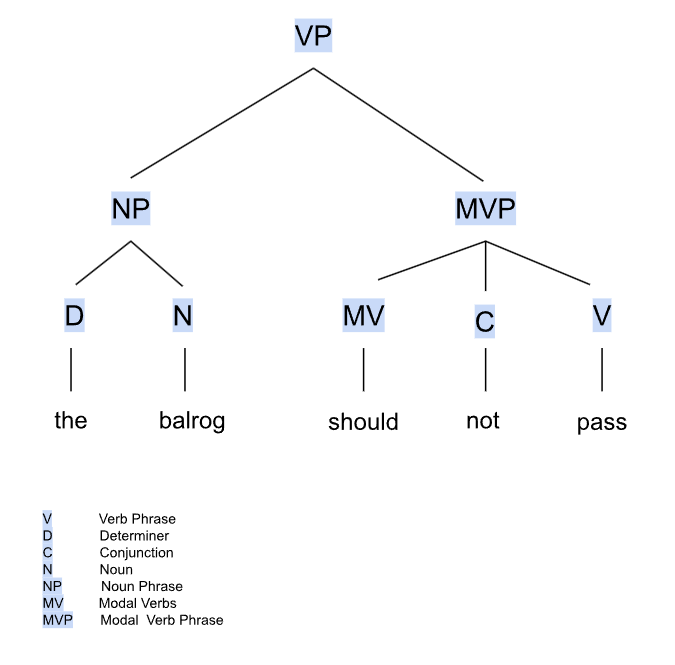 VP
NP MVP
D N MV C V
the balrog should not pass
V Verb Phrase
D Determiner
C Conjunction
N Noun
NP Noun Phrase
MV Modal Verbs
MVP Modal Verb Phrase